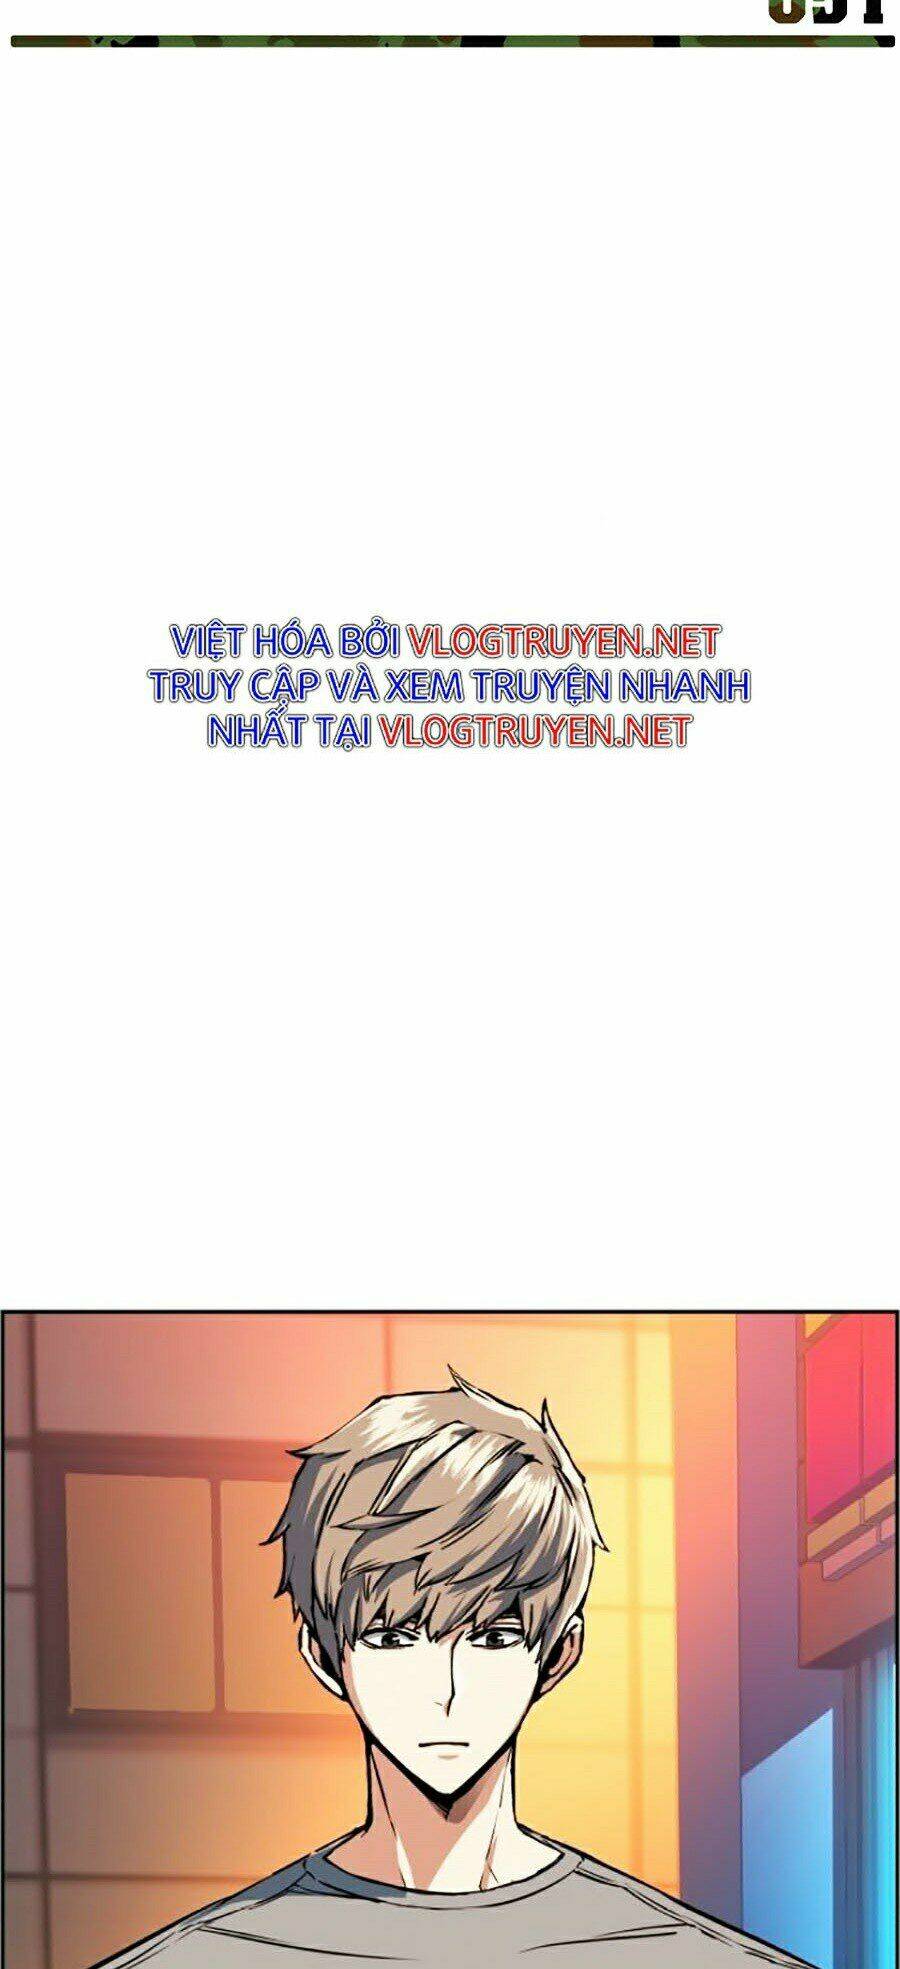 VIỆT HÓA BỞI VLOGTRUYEN.NET
TRUY CẬP VÀ XEM TRUYỆN NHANH
NHẤT TẠI VLOGTRUYEN.NET